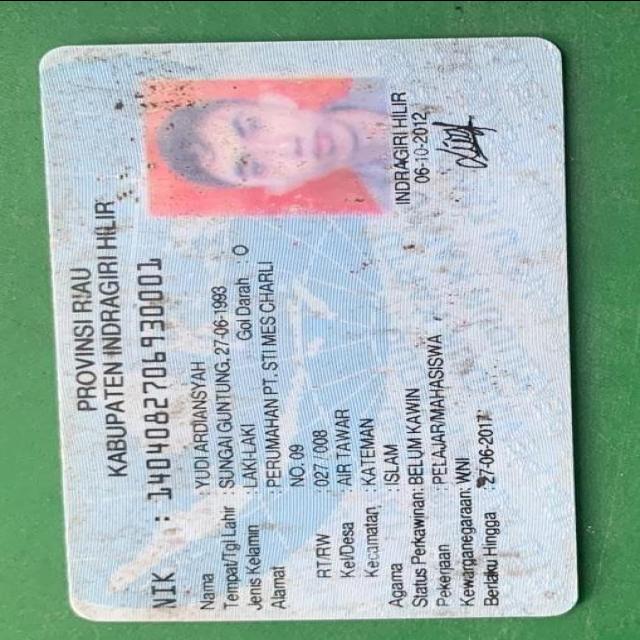 PROVINSI RIAU
KABUPATEN INDRAGIRI HILIR
NIK : 1404082706930001
Nama : YUDI ARDIANSYAH
Tempat/Tgl Lahir : SUNGAI GUNTUNG, 27-06-1993
Jenis Kelamin : LAKI-LAKI Gol Darah : O
Alamat : PERUMAHAN PT. STI MES CHARLI
NO. 09
RT/RW : 027 / 008
Kel/Desa : AIR TAWAR
Kecamatan : KATEMAN
Agama : ISLAM
Status Perkawinan: BELUM KAWIN
Pekerjaan : PELAJAR/MAHASISWA
Kewarganegaraan: WNI
Berlaku Hingga : 27-06-2017
INDRAGIRI HILIR
06-10-2012